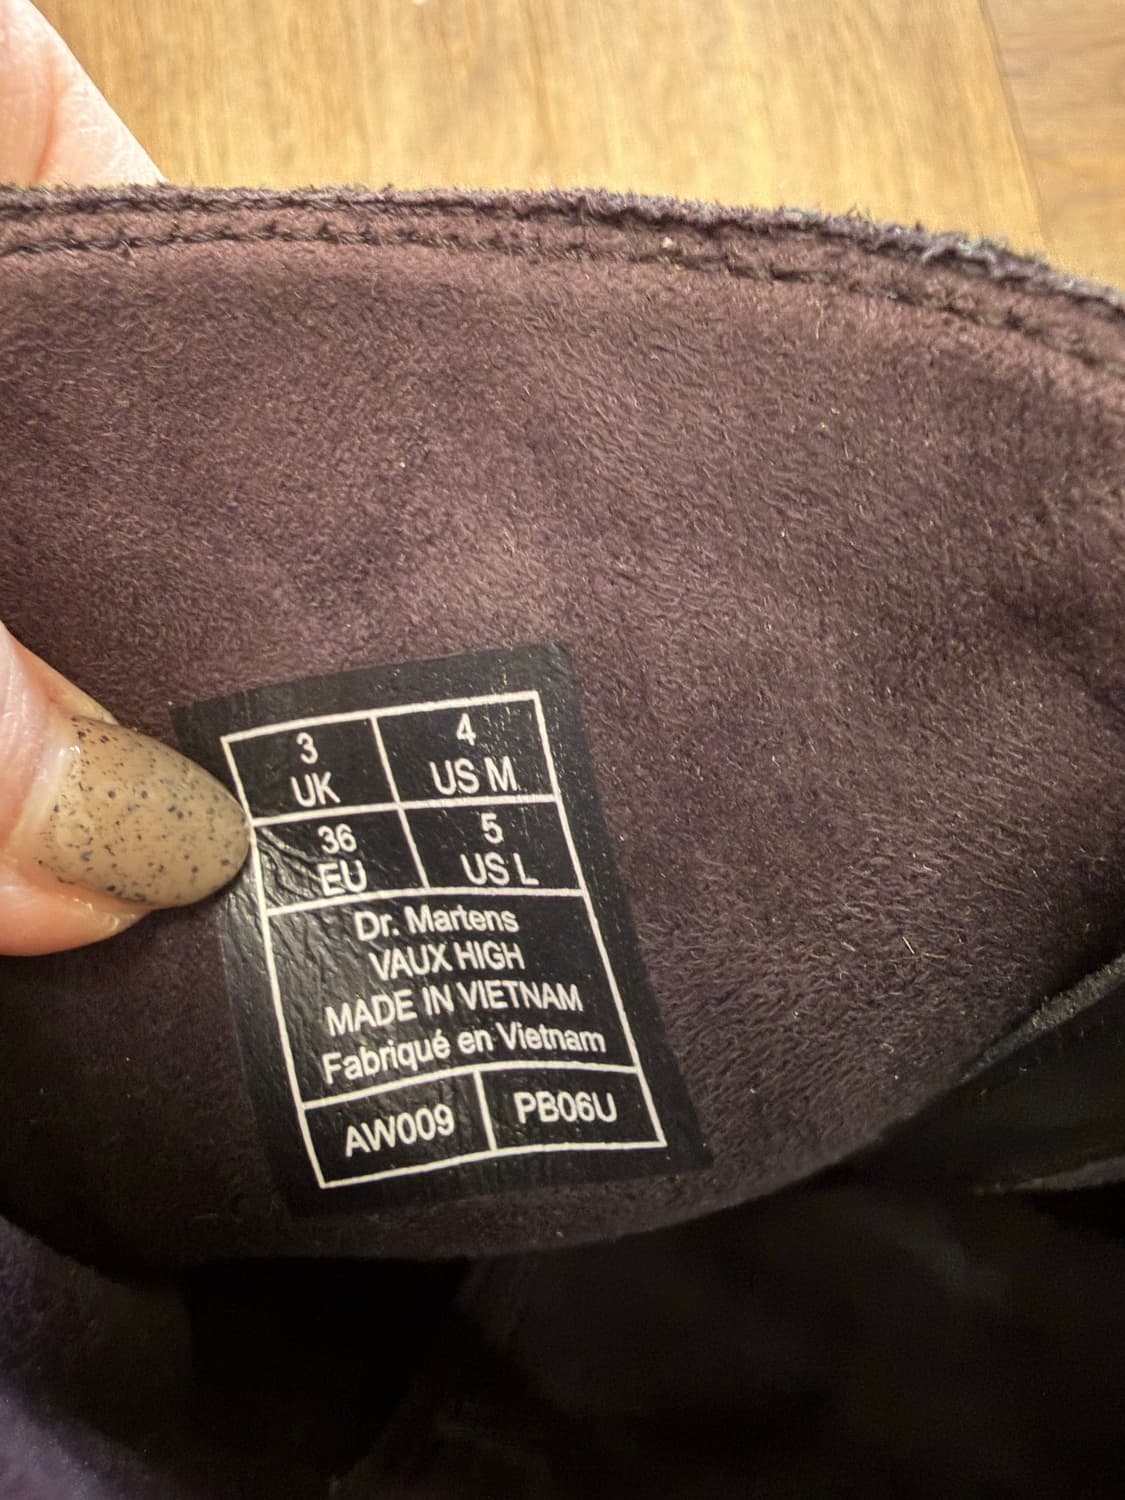 3 4
UK US M
36 5
EU US L
Dr. Martens
VAUX HIGH
MADE IN VIETNAM
Fabriqué en Vietnam
AW009 PB06U